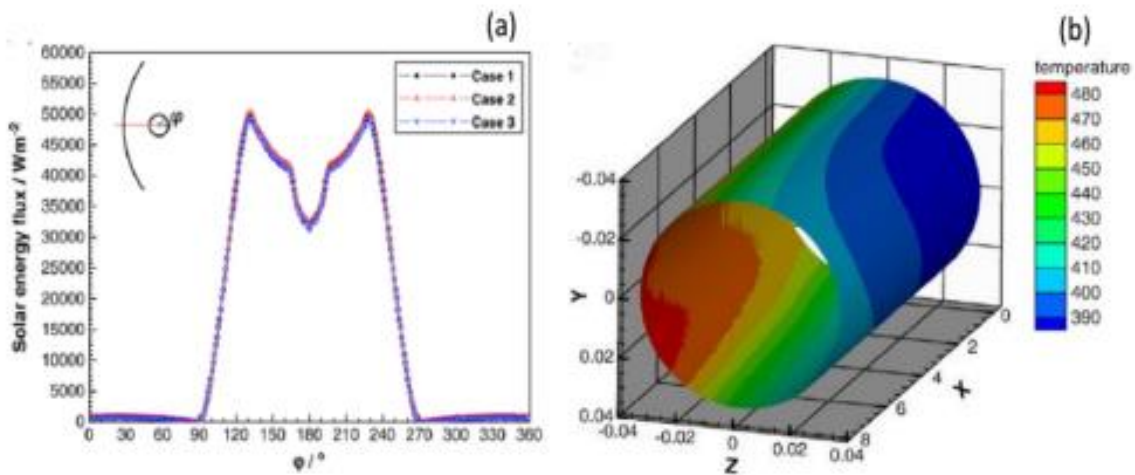 (a)
60000
55000
50000
45000
40000
35000
30000
25000
20000
15000
10000
5000
0
Solar energy flux / Wm-2
φ
Case 1
Case 2
Case 3
0 30 60 90 120 150 180 210 240 270 300 330 360
φ / °
(b)
temperature
480
470
460
450
440
430
420
410
400
390
-0.04
-0.02
0
0.02
0.04
Y
-0.04 -0.02 0 0.02 0.04
Z
0
2
4
6
8
X